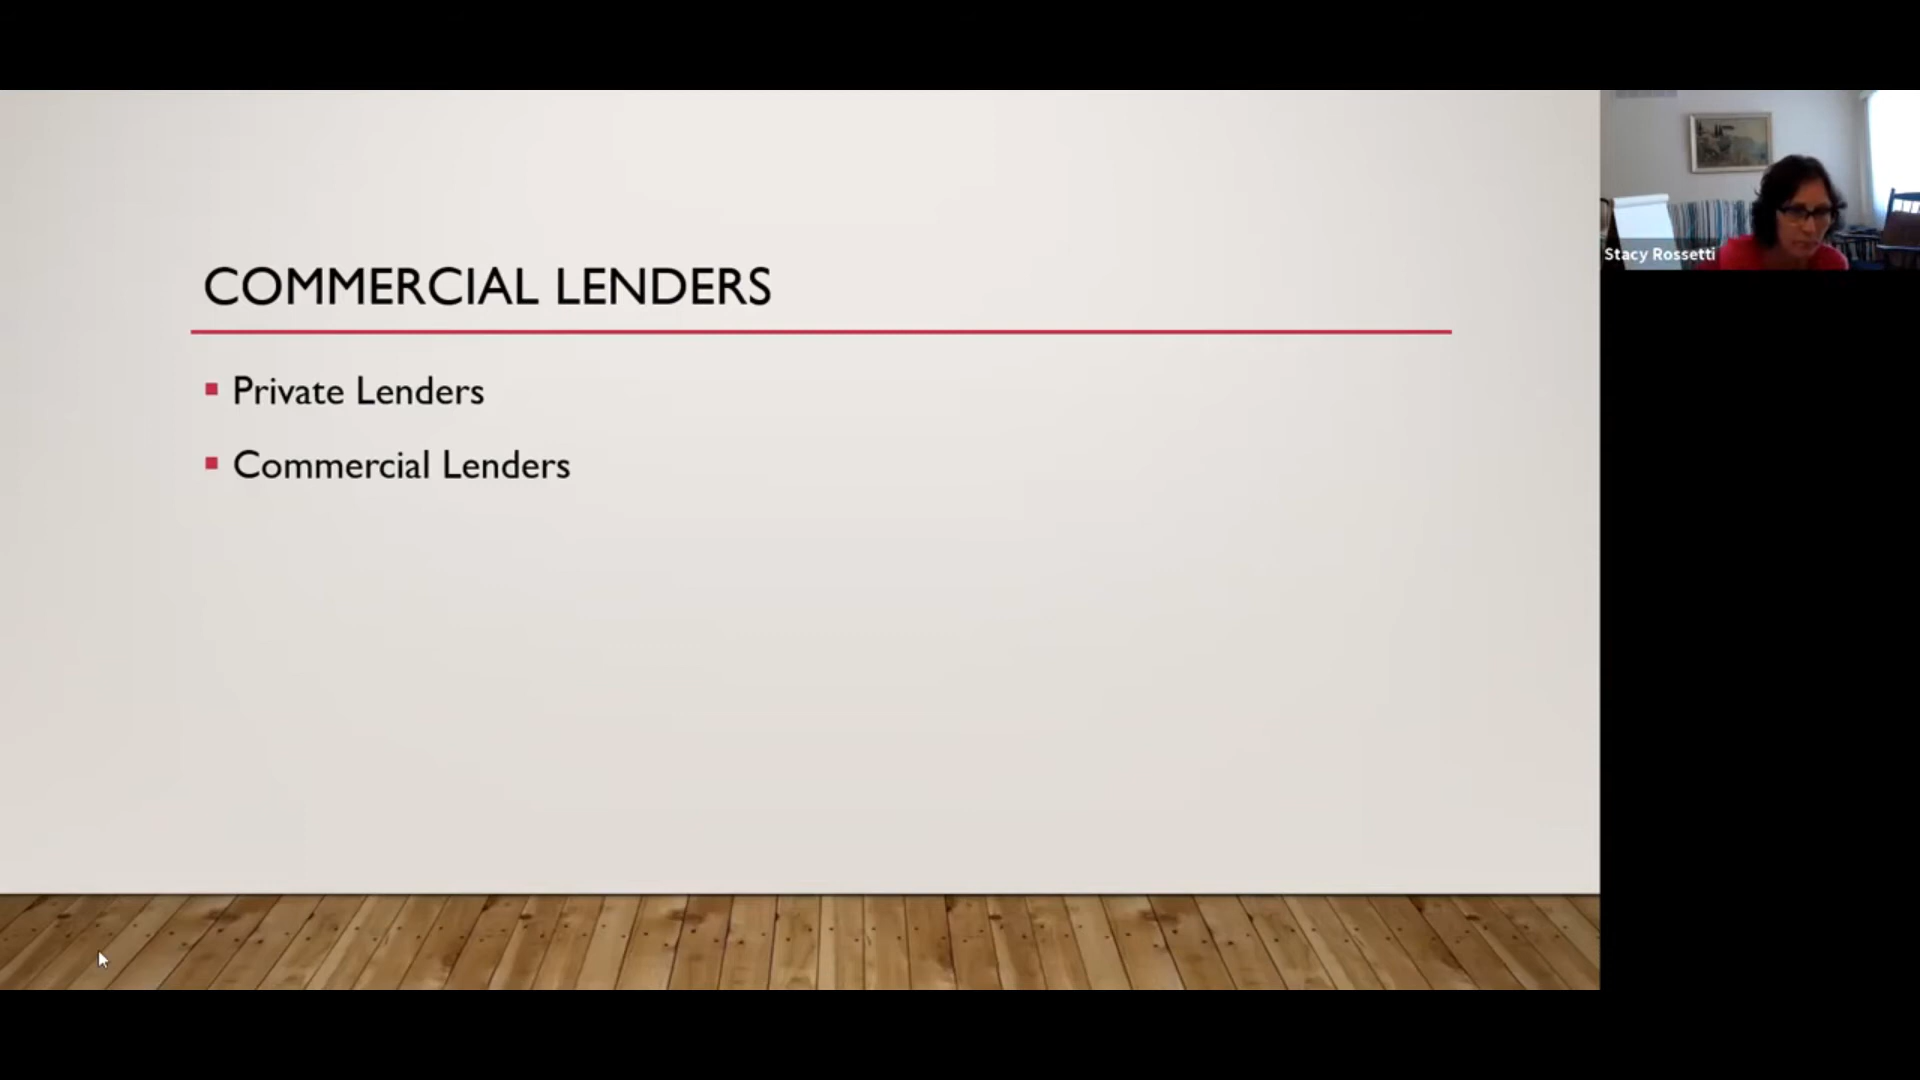 COMMERCIAL LENDERS
Private Lenders
Commercial Lenders
Stacy Rossetti